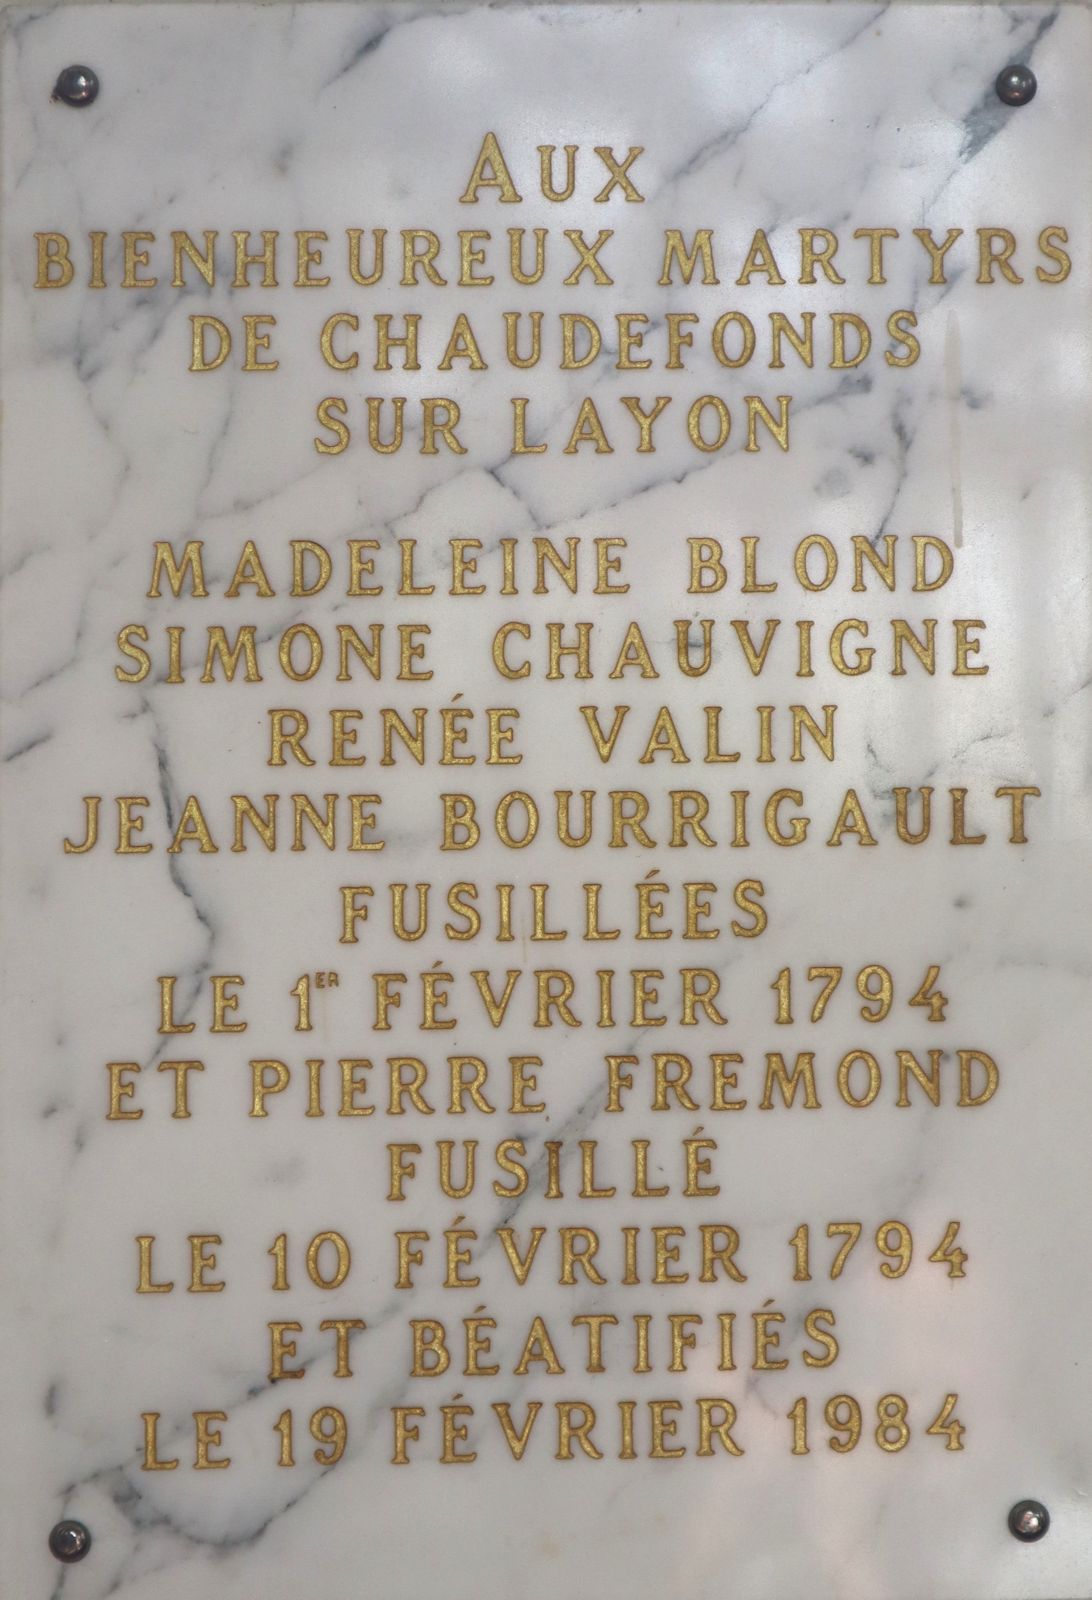 AUX
BIENHEUREUX MARTYRS
DE CHAUDEFONDS
SUR LAYON
MADELEINE BLOND
SIMONE CHAUVIGNE
RENÉE VALIN
JEANNE BOURRIGAULT
FUSILLÉES
LE 1ER FÉVRIER 1794
ET PIERRE FREMOND
FUSILLÉ
LE 10 FÉVRIER 1794
ET BÉATIFIÉS
LE 19 FÉVRIER 1984